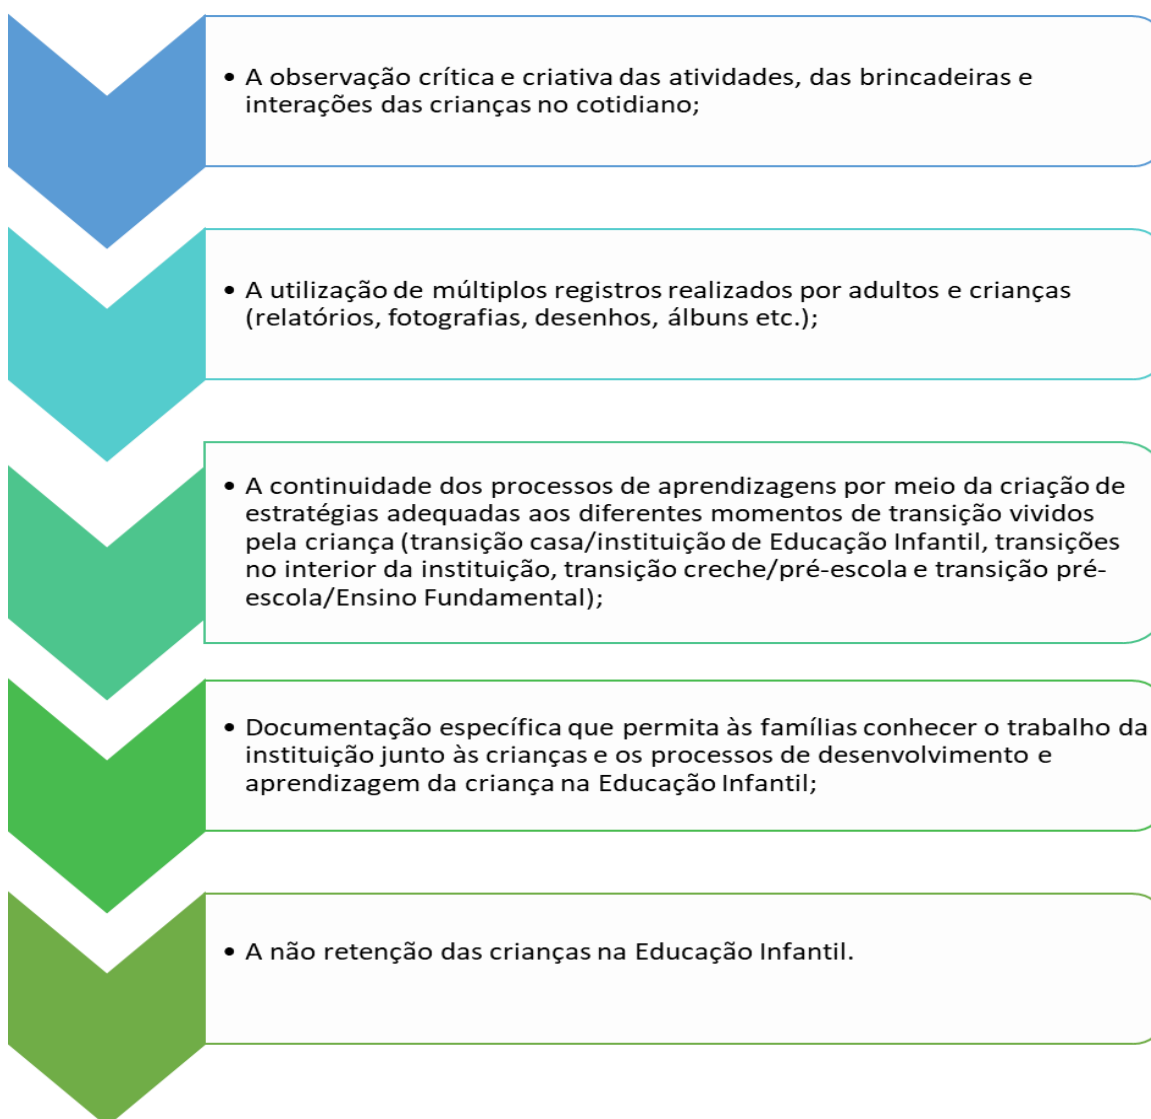 • A observação crítica e criativa das atividades, das brincadeiras e
interações das crianças no cotidiano;
• A utilização de múltiplos registros realizados por adultos e crianças
(relatórios, fotografias, desenhos, álbuns etc.);
• A continuidade dos processos de aprendizagens por meio da criação de
estratégias adequadas aos diferentes momentos de transição vividos
pela criança (transição casa/instituição de Educação Infantil, transições
no interior da instituição, transição creche/pré-escola e transição pré-
escola/Ensino Fundamental);
• Documentação específica que permita às famílias conhecer o trabalho da
instituição junto às crianças e os processos de desenvolvimento e
aprendizagem da criança na Educação Infantil;
• A não retenção das crianças na Educação Infantil.